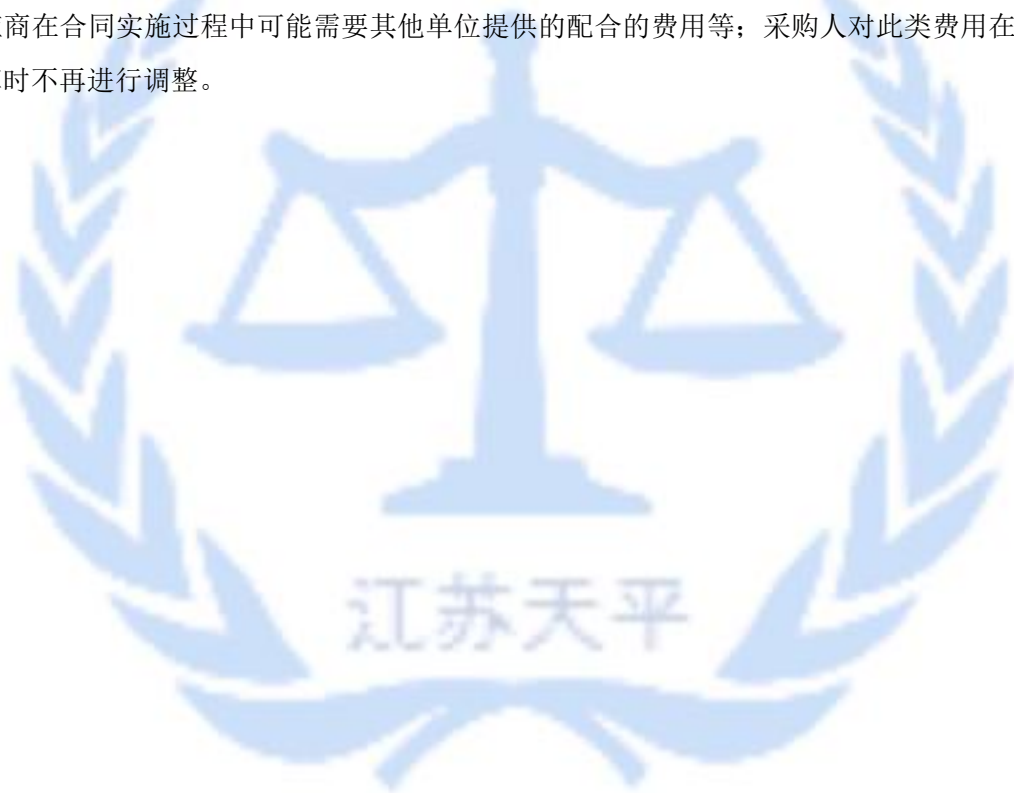 商在合同实施过程中可能需要其他单位提供的配合的费用等；采购人对此类费用在
时不再进行调整。
江苏天平